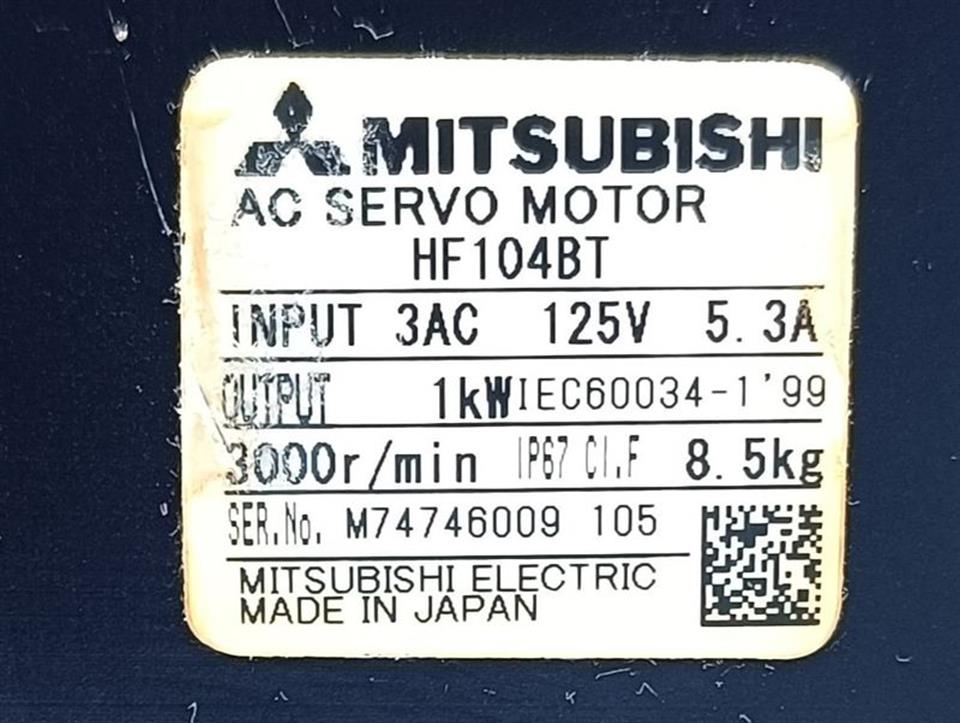 MITSUBISHI
AC SERVO MOTOR
HF104BT
INPUT 3AC 125V 5.3A
OUTPUT 1kW IEC60034-1'99
3000r/min IP67 CI.F 8.5kg
SER.No. M74746009 105
MITSUBISHI ELECTRIC
MADE IN JAPAN